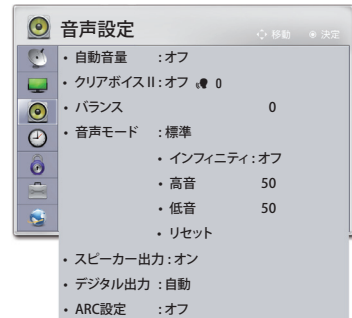 音声設定
移動 決定
・自動音量 :オフ
・クリアボイスII:オフ 0
・バランス 0
・音声モード :標準
・インフィニティ:オフ
・高音 50
・低音 50
・リセット
・スピーカー出力:オン
・デジタル出力:自動
・ARC設定 :オフ